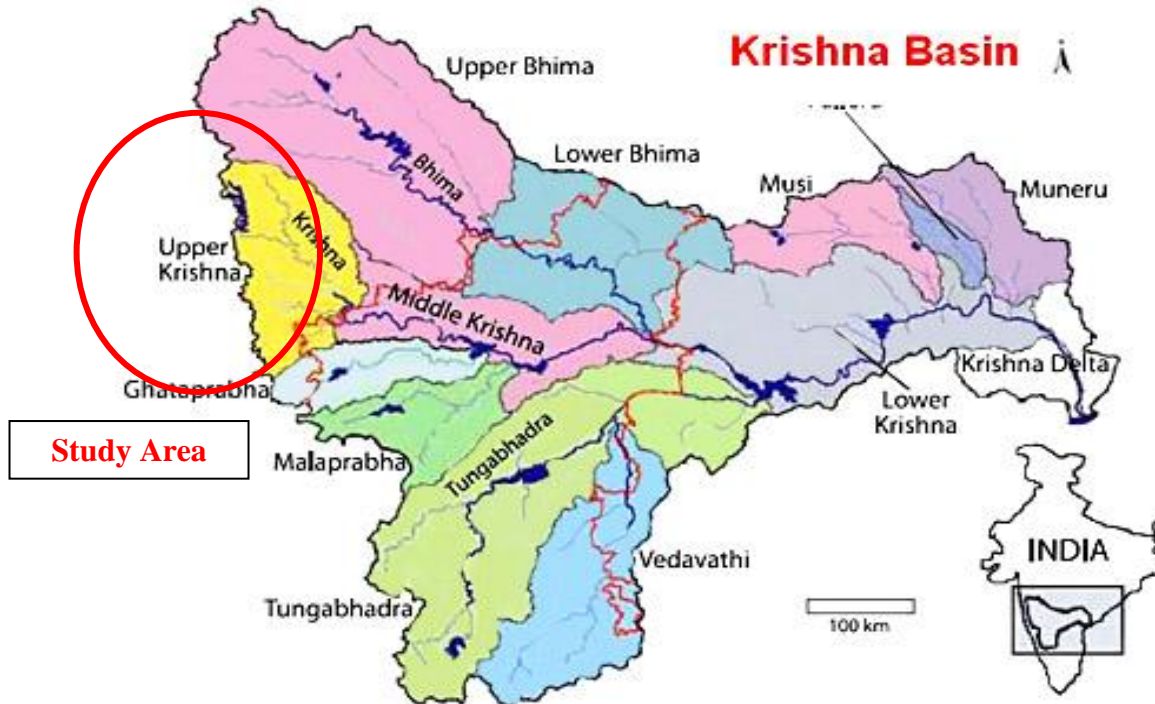 Krishna Basin
Upper Bhima
Lower Bhima
Bhima
Musi
Muneru
Upper
Krishna
Krishna
Middle Krishna
Ghataprabha
Krishna Delta
Lower
Krishna
Study Area
Malaprabha
Tungabhadra
INDIA
Vedavathi
Tungabhadra
100 km